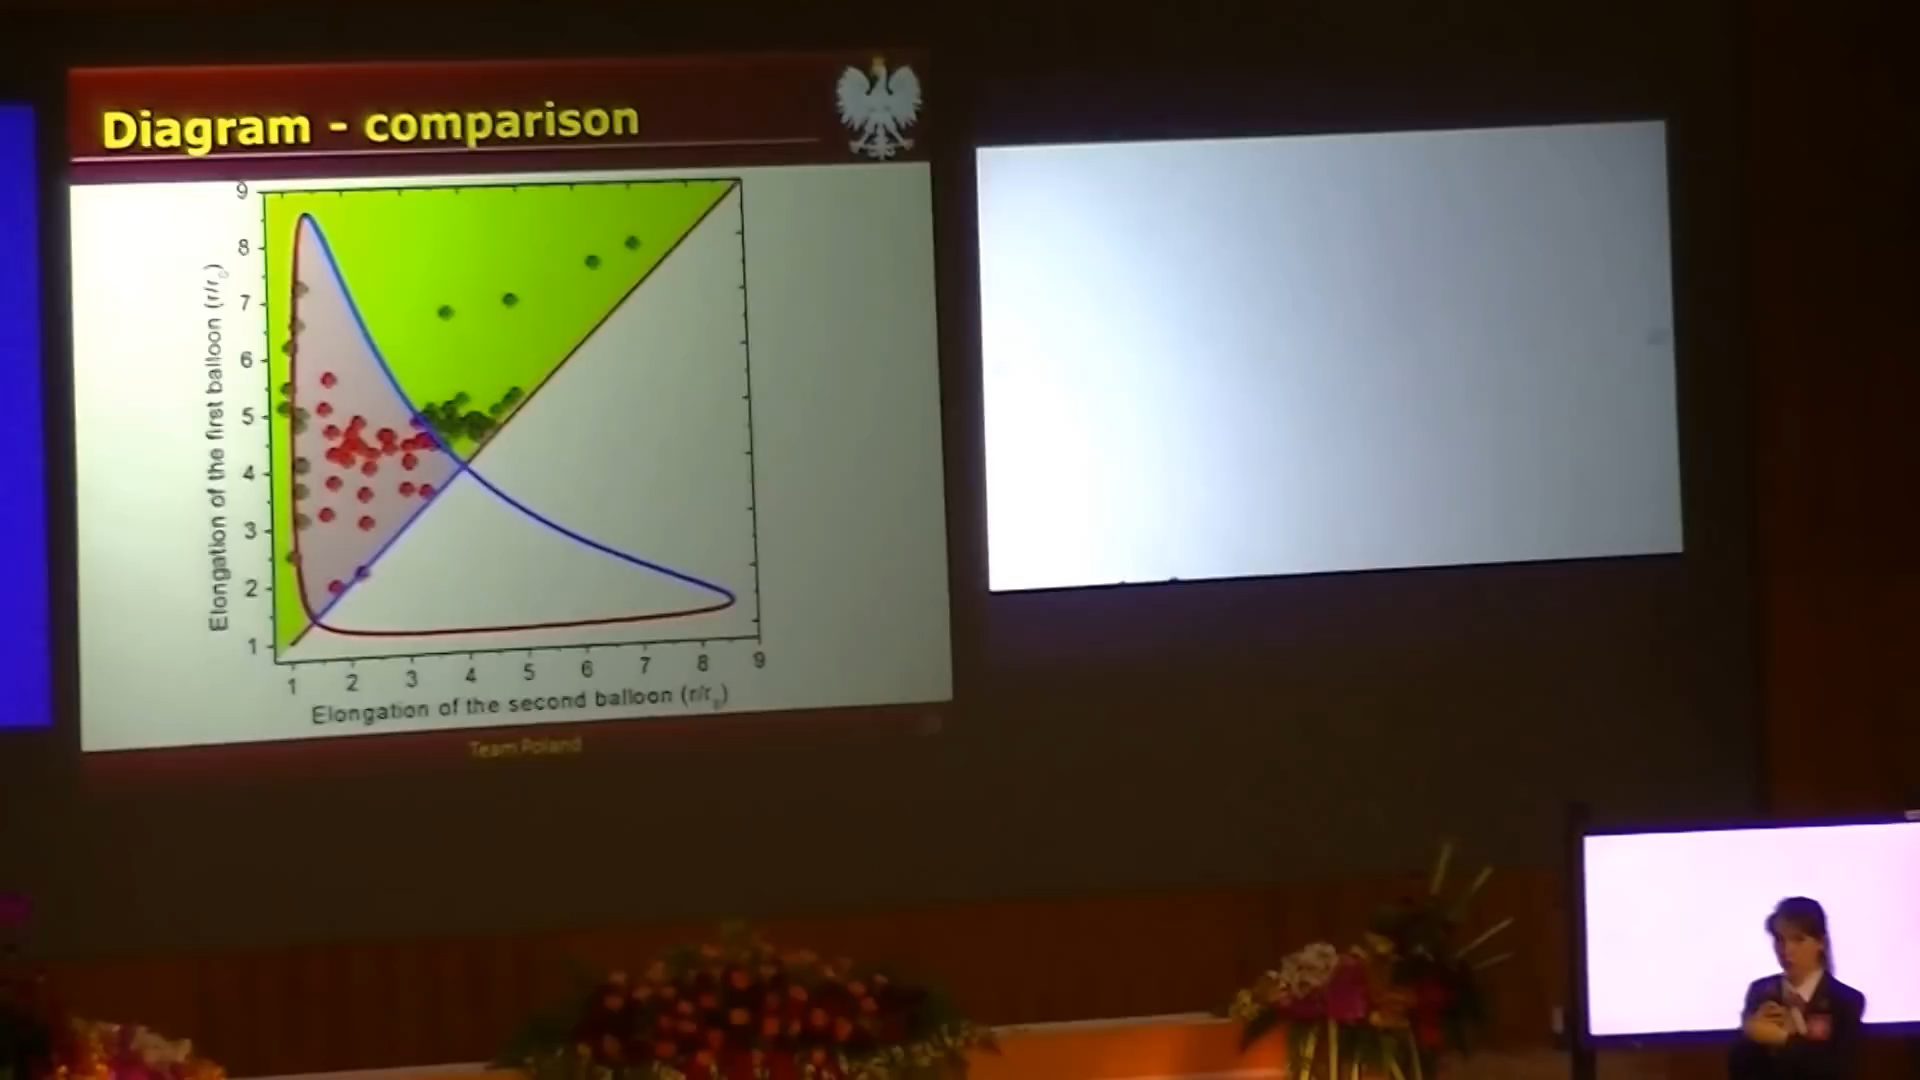 Diagram - comparison
9
8
7
6
5
4
3
2
1
Elongation of the first balloon (r/r₀)
1 2 3 4 5 6 7 8 9
Elongation of the second balloon (r/r₀)
Team Poland